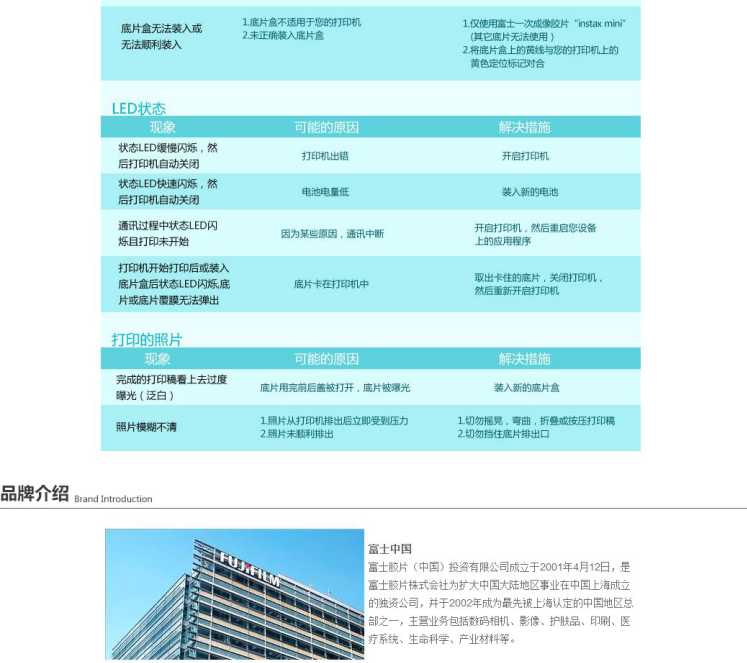 底片盒无法装入或
无法顺利装入
1.底片盒不适用于您的打印机
2.未正确装入底片盒
1.仅使用富士一次成像胶片“instax mini”
(其它底片无法使用）
2.将底片盒上的黄线与您的打印机上的
黄色定位标记对合
LED状态
现象 可能的原因 解决措施
状态LED缓慢闪烁，然
后打印机自动关闭
打印机出错
开启打印机
状态LED快速闪烁，然
后打印机自动关闭
电池电量低
装入新的电池
通讯过程中状态LED闪
烁且打印未开始
因为某些原因，通讯中断
开启打印机，然后重启您设备
上的应用程序
打印机开始打印后或装入
底片盒后状态LED闪烁,底
片或底片覆膜无法弹出
底片卡在打印机中
取出卡住的底片，关闭打印机，
然后重新开启打印机
打印的照片
现象 可能的原因 解决措施
完成的打印稿看上去过度
曝光（泛白）
底片用完前后盖被打开，底片被曝光
装入新的底片盒
照片模糊不清
1.照片从打印机排出后立即受到压力
2.照片未顺利排出
1.切勿摇晃，弯曲，折叠或按压打印稿
2.切勿挡住底片排出口
品牌介绍 Brand Introduction
FUJIFILM
富士中国
富士胶片（中国）投资有限公司成立于2001年4月12日，是
富士胶片株式会社为扩大中国大陆地区事业在中国上海成立
的独资公司，并于2002年成为最先被上海认定的中国地区总
部之一，主营业务包括数码相机、影像、护肤品、印刷、医
疗系统、生命科学、产业材料等。